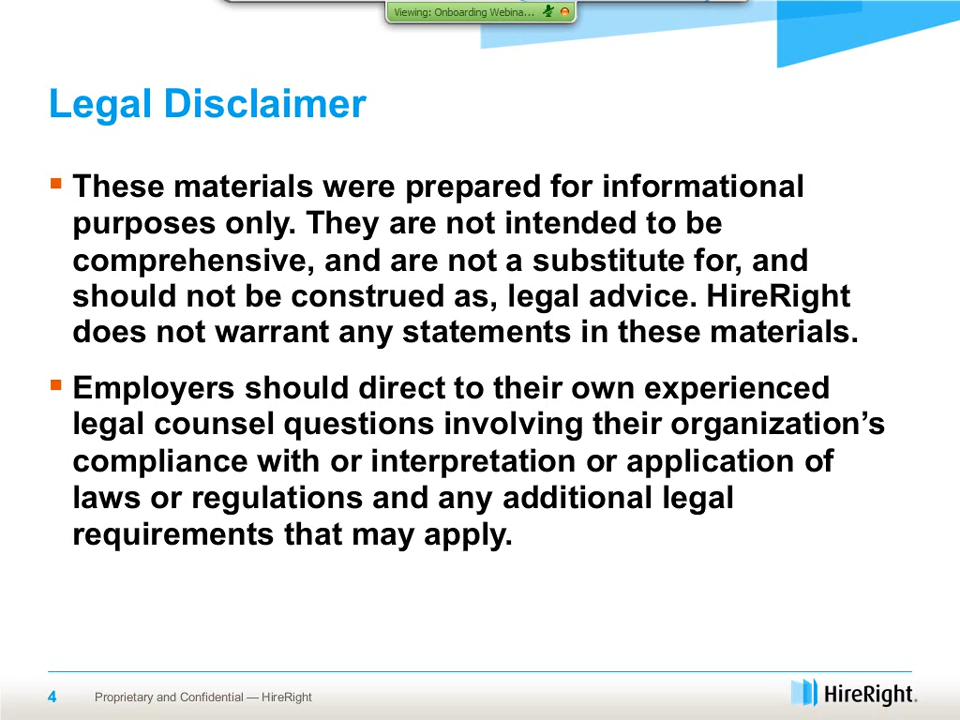 Viewing: Onboarding Webina...
Legal Disclaimer
These materials were prepared for informational
purposes only. They are not intended to be
comprehensive, and are not a substitute for, and
should not be construed as, legal advice. HireRight
does not warrant any statements in these materials.
Employers should direct to their own experienced
legal counsel questions involving their organization’s
compliance with or interpretation or application of
laws or regulations and any additional legal
requirements that may apply.
4 Proprietary and Confidential — HireRight
HireRight.